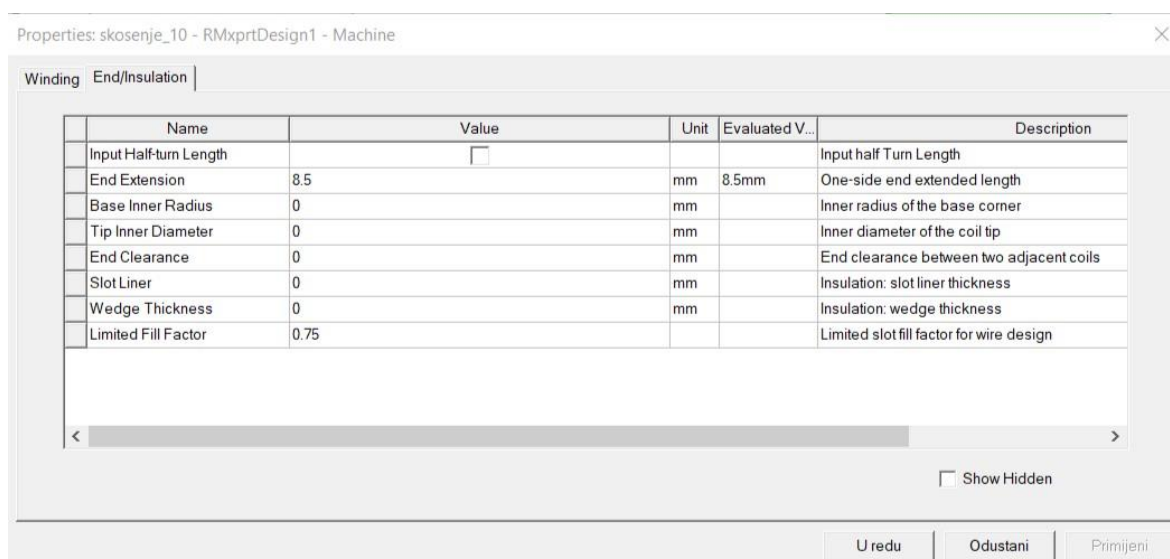 Properties: skosenje_10 - RMxprtDesign1 - Machine
Winding End/Insulation
Name Value Unit Evaluated V... Description
Input Half-turn Length Input half Turn Length
End Extension 8.5 mm 8.5mm One-side end extended length
Base Inner Radius 0 mm Inner radius of the base corner
Tip Inner Diameter 0 mm Inner diameter of the coil tip
End Clearance 0 mm End clearance between two adjacent coils
Slot Liner 0 mm Insulation: slot liner thickness
Wedge Thickness 0 mm Insulation: wedge thickness
Limited Fill Factor 0.75 Limited slot fill factor for wire design
Show Hidden
U redu Odustani Primijeni